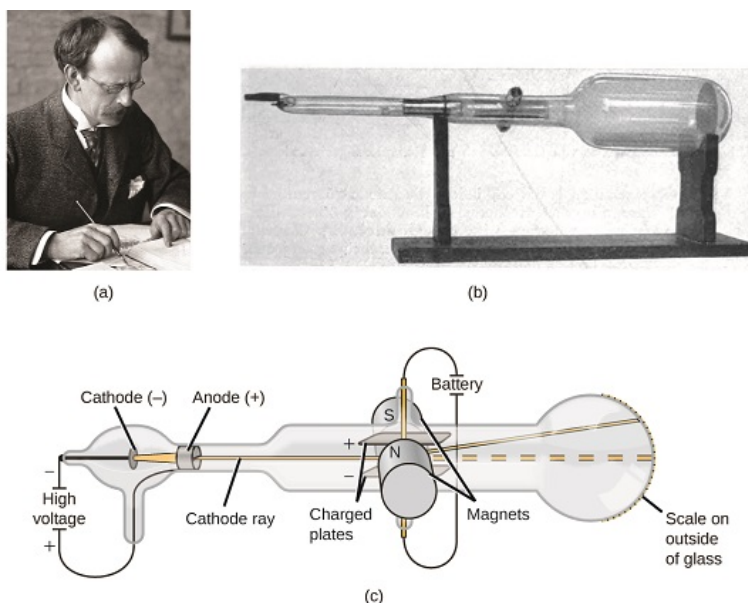 (a)
(b)
Cathode (–)
Anode (+)
Battery
S
+
N
–
–
High
voltage
+
Cathode ray
Charged
plates
Magnets
Scale on
outside
of glass
(c)